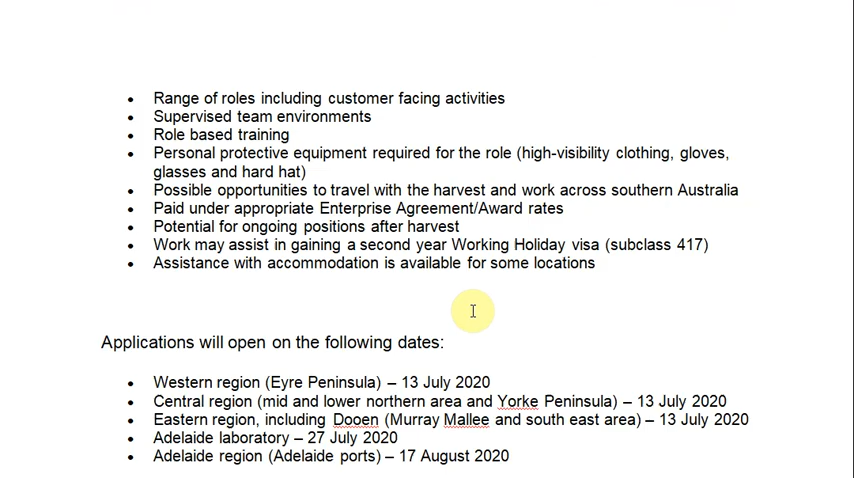 Range of roles including customer facing activities
Supervised team environments
Role based training
Personal protective equipment required for the role (high-visibility clothing, gloves,
glasses and hard hat)
Possible opportunities to travel with the harvest and work across southern Australia
Paid under appropriate Enterprise Agreement/Award rates
Potential for ongoing positions after harvest
Work may assist in gaining a second year Working Holiday visa (subclass 417)
Assistance with accommodation is available for some locations
Applications will open on the following dates:
Western region (Eyre Peninsula) – 13 July 2020
Central region (mid and lower northern area and Yorke Peninsula) – 13 July 2020
Eastern region, including Dooen (Murray Mallee and south east area) – 13 July 2020
Adelaide laboratory – 27 July 2020
Adelaide region (Adelaide ports) – 17 August 2020